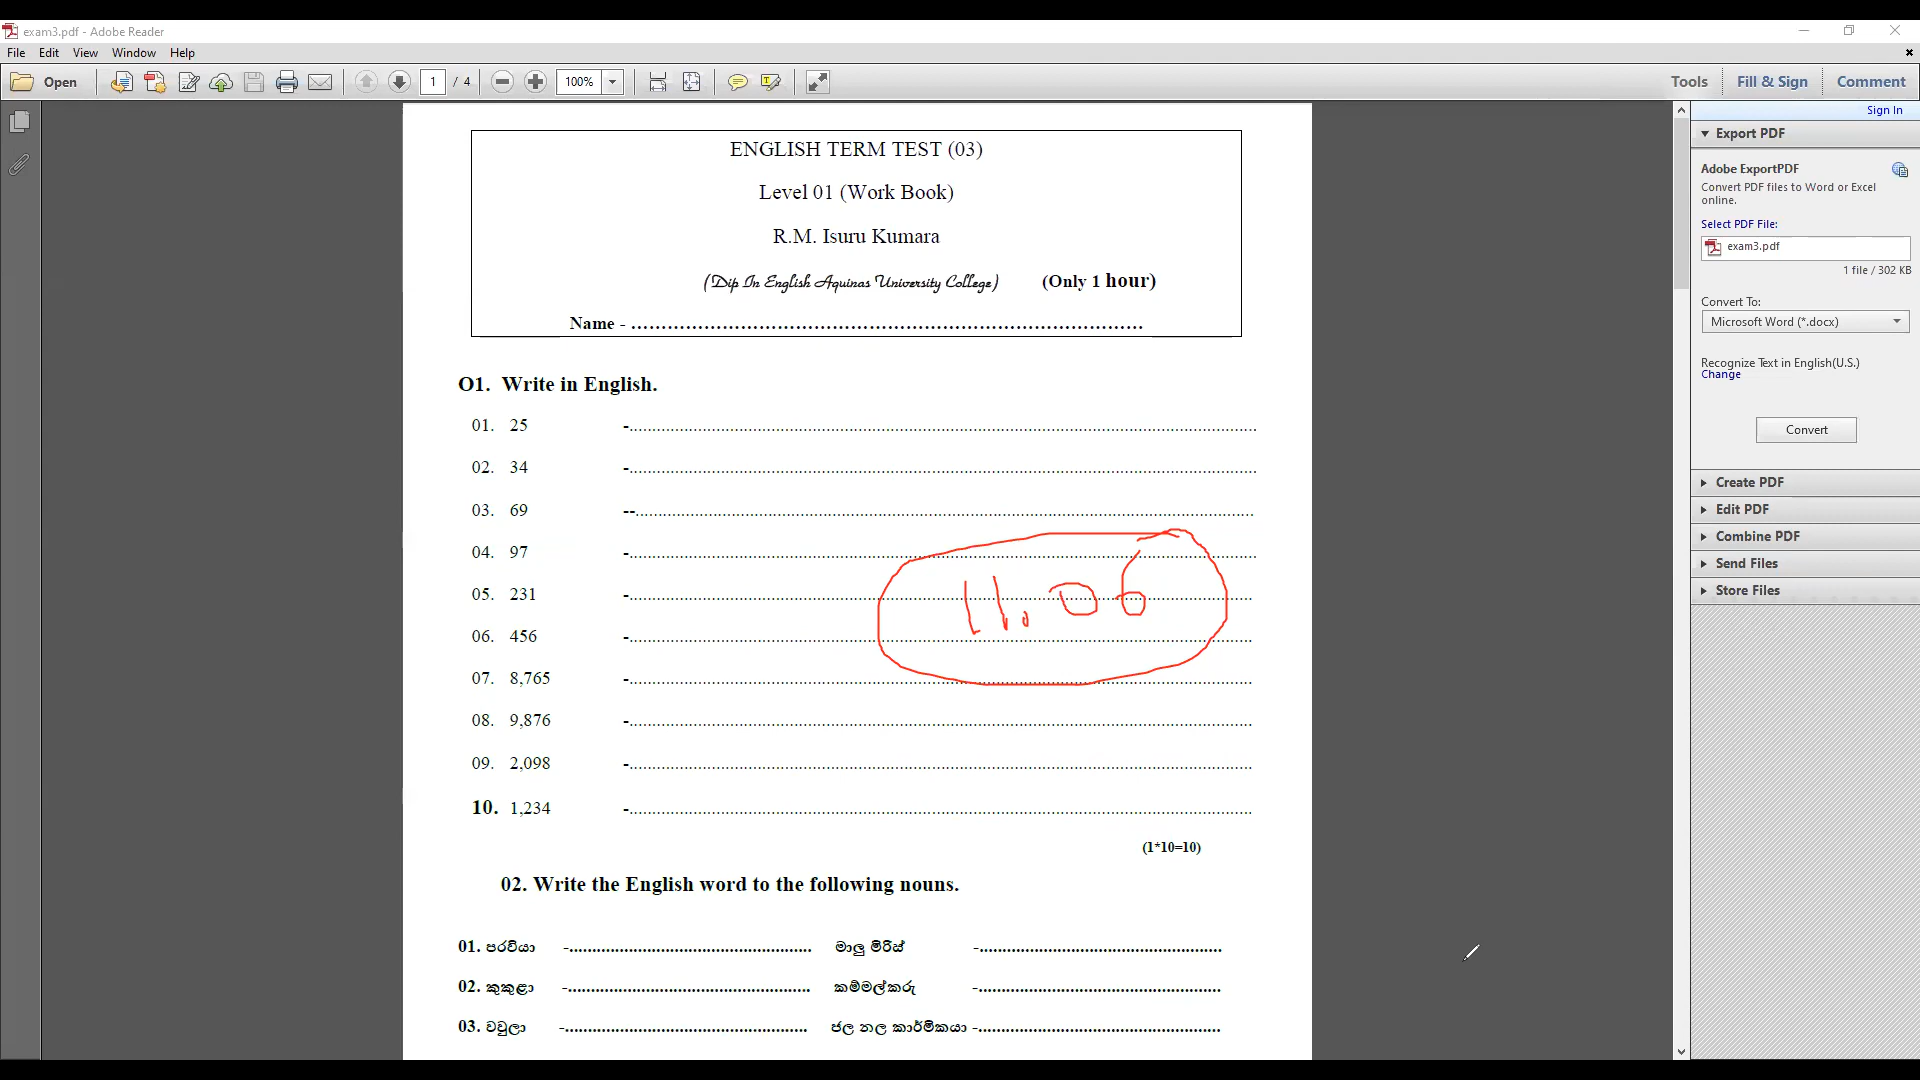 exam3.pdf - Adobe Reader
File Edit View Window Help
Open 1 / 4 100% Tools Fill & Sign Comment
Sign In
Export PDF
Adobe ExportPDF
Convert PDF files to Word or Excel
online.
Select PDF File:
exam3.pdf
1 file / 302 KB
Convert To:
Microsoft Word (*.docx)
Recognize Text in English(U.S.)
Change
Convert
Create PDF
Edit PDF
Combine PDF
Send Files
Store Files
ENGLISH TERM TEST (03)
Level 01 (Work Book)
R.M. Isuru Kumara
(Dip In English Aquinas University College) (Only 1 hour)
Name - ……………………………………………………………………………
O1. Write in English.
01. 25 -..........................................................
02. 34 -..........................................................
03. 69 --..........................................................
04. 97 -..........................................................
05. 231 -..........................................................
06. 456 -..........................................................
07. 8,765 -..........................................................
08. 9,876 -..........................................................
09. 2,098 -..........................................................
10. 1,234 -..........................................................
11.06
(1*10=10)
02. Write the English word to the following nouns.
01. පරවියා -.......................... මාලු මිරිස් -..........................
02. කුකුළා -.......................... කම්මල්කරු -..........................
03. වවුලා -.......................... ජල නල කාර්මිකයා -..........................